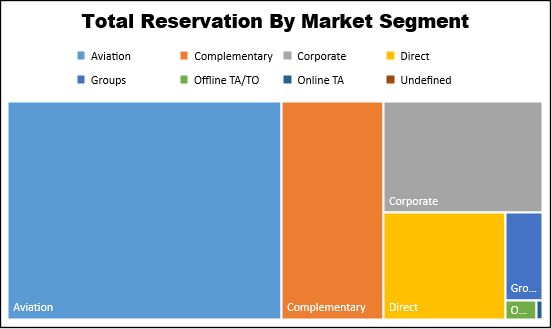 Total Reservation By Market Segment
Aviation Complementary Corporate Direct
Groups Offline TA/TO Online TA Undefined
Corporate
Gro...
Aviation Complementary Direct O...